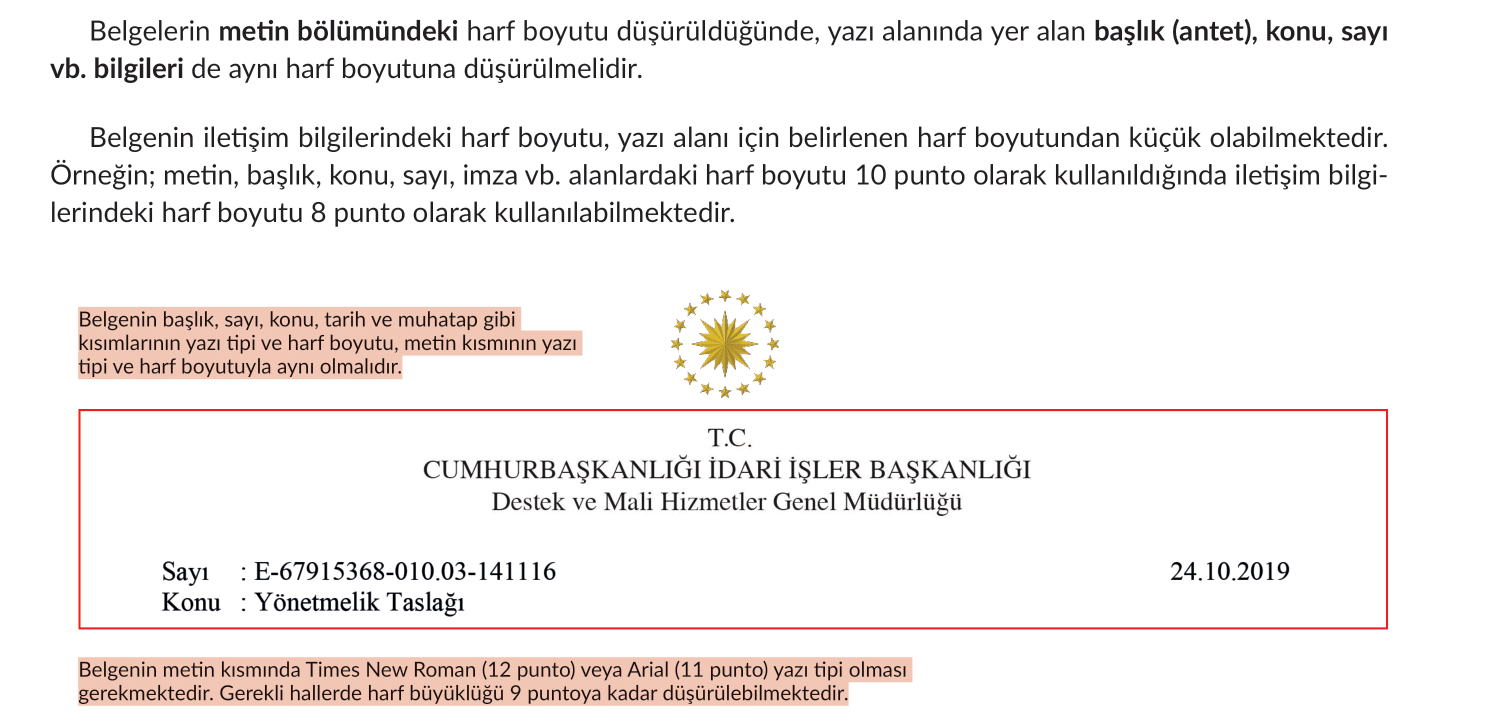 Belgelerin metin bölümündeki harf boyutu düşürüldüğünde, yazı alanında yer alan başlık (antet), konu, sayı
vb. bilgileri de aynı harf boyutuna düşürülmelidir.
Belgenin iletişim bilgilerindeki harf boyutu, yazı alanı için belirlenen harf boyutundan küçük olabilmektedir.
Örneğin; metin, başlık, konu, sayı, imza vb. alanlardaki harf boyutu 10 punto olarak kullanıldığında iletişim bilgi-
lerindeki harf boyutu 8 punto olarak kullanılabilmektedir.
Belgenin başlık, sayı, konu, tarih ve muhatap gibi
kısımlarının yazı tipi ve harf boyutu, metin kısmının yazı
tipi ve harf boyutuyla aynı olmalıdır.
T.C.
CUMHURBAŞKANLIĞI İDARİ İŞLER BAŞKANLIĞI
Destek ve Mali Hizmetler Genel Müdürlüğü
Sayı : E-67915368-010.03-141116 24.10.2019
Konu : Yönetmelik Taslağı
Belgenin metin kısmında Times New Roman (12 punto) veya Arial (11 punto) yazı tipi olması
gerekmektedir. Gerekli hallerde harf büyüklüğü 9 puntoya kadar düşürülebilmektedir.